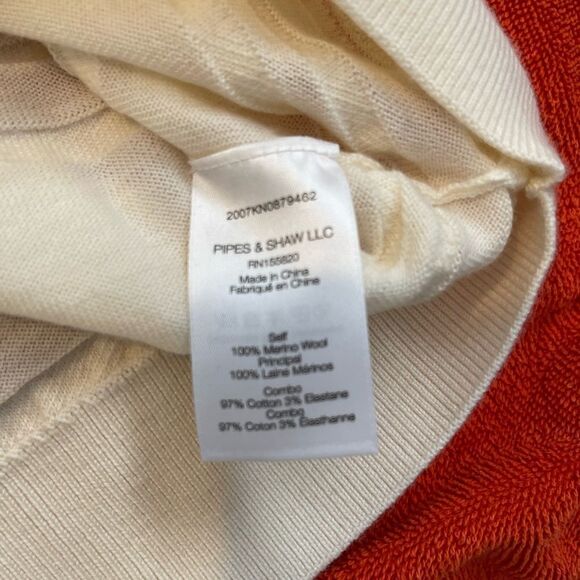 2007KN0879462
PIPES & SHAW LLC
RN155820
Made in China
Fabriqué en Chine
Self
100% Merino Wool
Principal
100% Laine Mérinos
Combo
97% Cotton 3% Elastane
Combo
97% Coton 3% Elasthanne